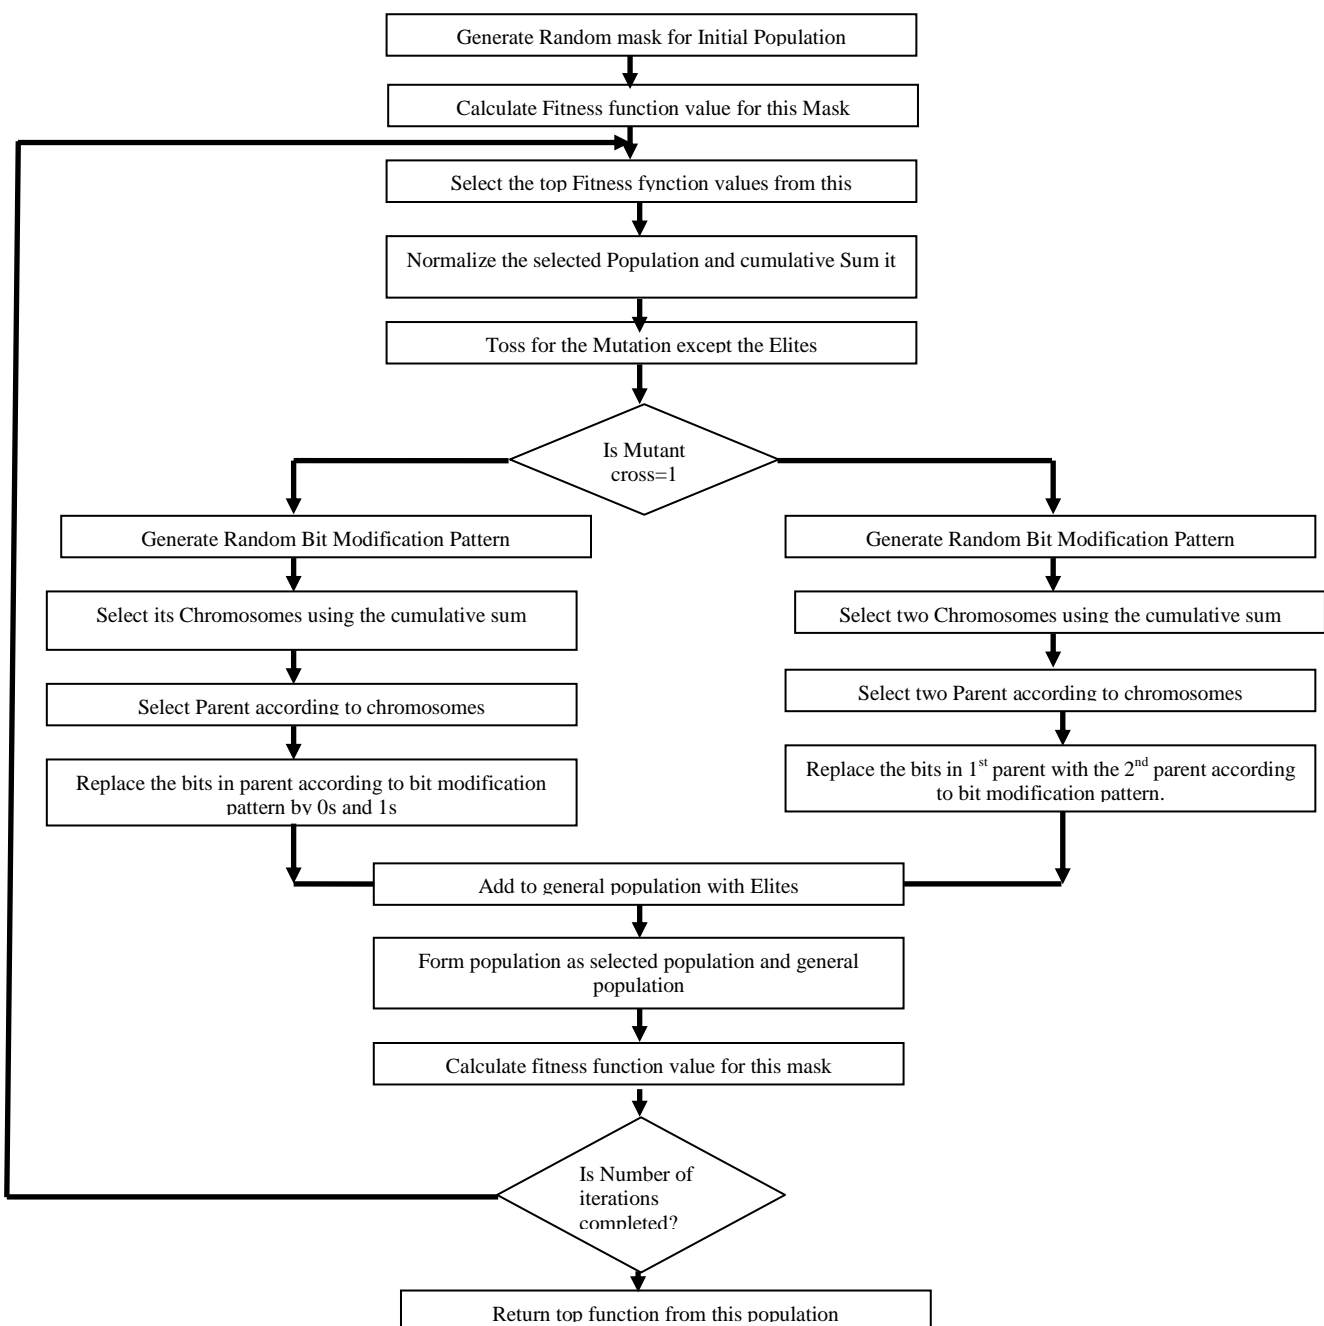 Generate Random mask for Initial Population
Calculate Fitness function value for this Mask
Select the top Fitness fynction values from this
Normalize the selected Population and cumulative Sum it
Toss for the Mutation except the Elites
Is Mutant
cross=1
Generate Random Bit Modification Pattern
Select its Chromosomes using the cumulative sum
Select Parent according to chromosomes
Replace the bits in parent according to bit modification
pattern by 0s and 1s
Generate Random Bit Modification Pattern
Select two Chromosomes using the cumulative sum
Select two Parent according to chromosomes
Replace the bits in 1st parent with the 2nd parent according
to bit modification pattern.
Add to general population with Elites
Form population as selected population and general
population
Calculate fitness function value for this mask
Is Number of
iterations
completed?
Return top function from this population